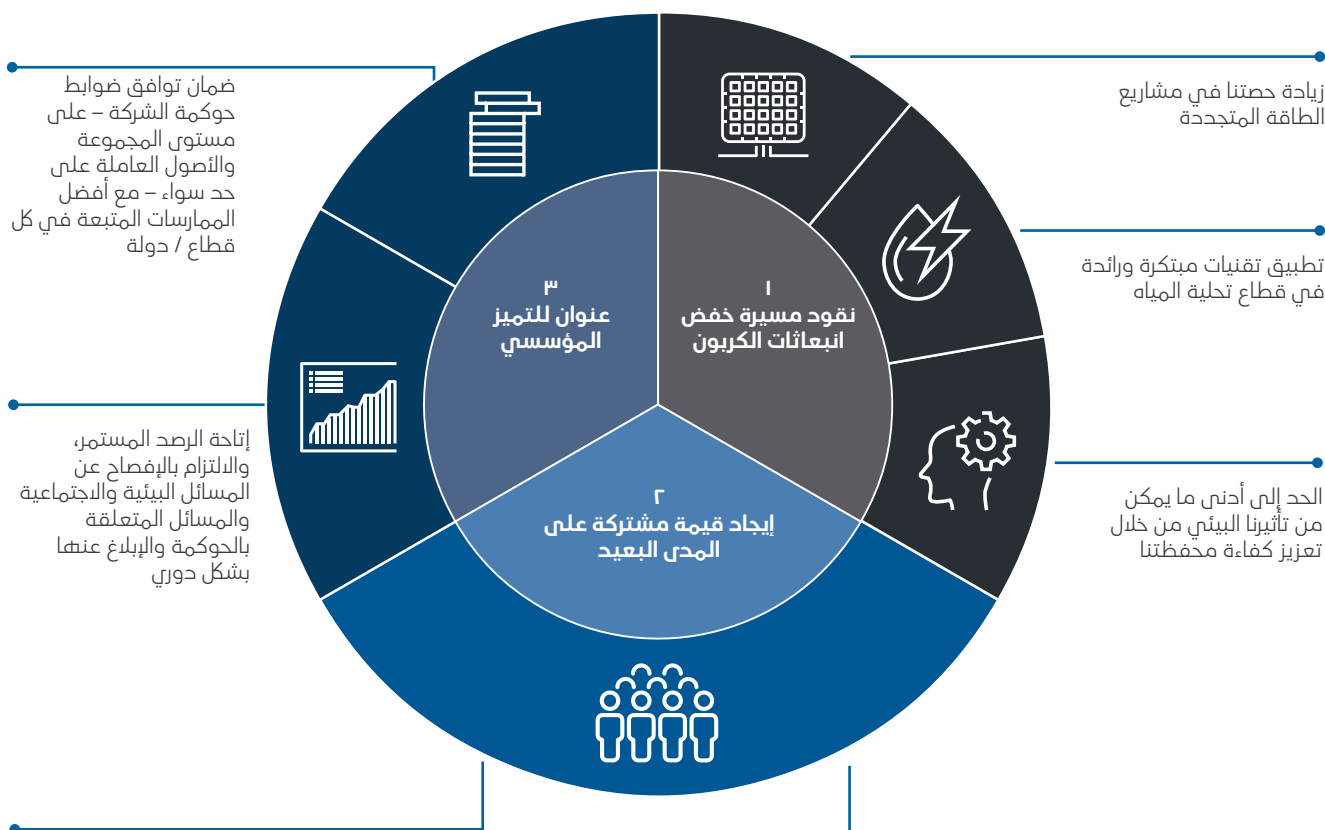 زيادة حصتنا في مشاريع
الطاقة المتجددة
تطبيق تقنيات مبتكرة ورائدة
في قطاع تحلية المياه
الحد إلى أدنى ما يمكن
من تأثيرنا البيئي من خلال
تعزيز كفاءة محفظتنا
١
نقود مسيرة خفض
انبعاثات الكربون
٢
إيجاد قيمة مشتركة على
المدى البعيد
٣
عنوان للتميز
المؤسسي
ضمان توافق ضوابط
حوكمة الشركة – على
مستوى المجموعة
والأصول العاملة على
حد سواء – مع أفضل
الممارسات المتبعة في كل
قطاع / دولة
إتاحة الرصد المستمر،
والالتزام بالإفصاح عن
المسائل البيئية والاجتماعية
والمسائل المتعلقة
بالحوكمة والإبلاغ عنها
بشكل دوري